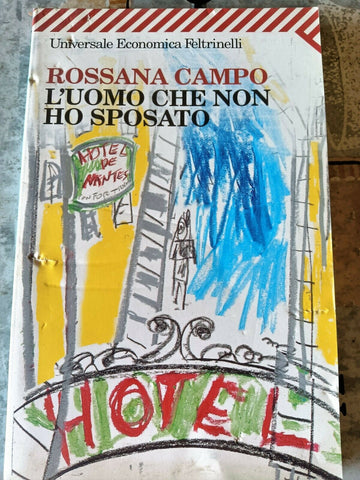 Universale Economica Feltrinelli
ROSSANA CAMPO
L'UOMO CHE NON
HO SPOSATO
HOTEL
DE
NANTES
HOTEL